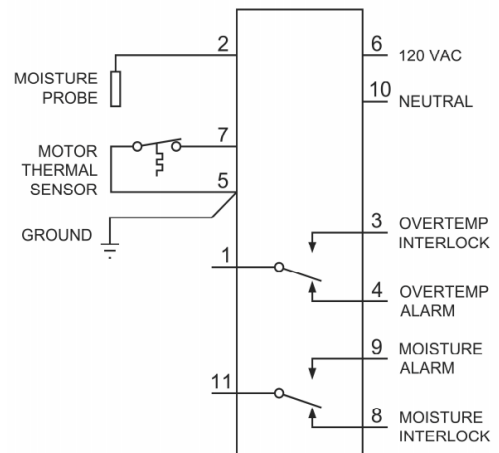 2
MOISTURE
PROBE
6
120 VAC
10
NEUTRAL
7
MOTOR
THERMAL
SENSOR
5
GROUND
3
OVERTEMP
INTERLOCK
1
4
OVERTEMP
ALARM
9
MOISTURE
ALARM
11
8
MOISTURE
INTERLOCK